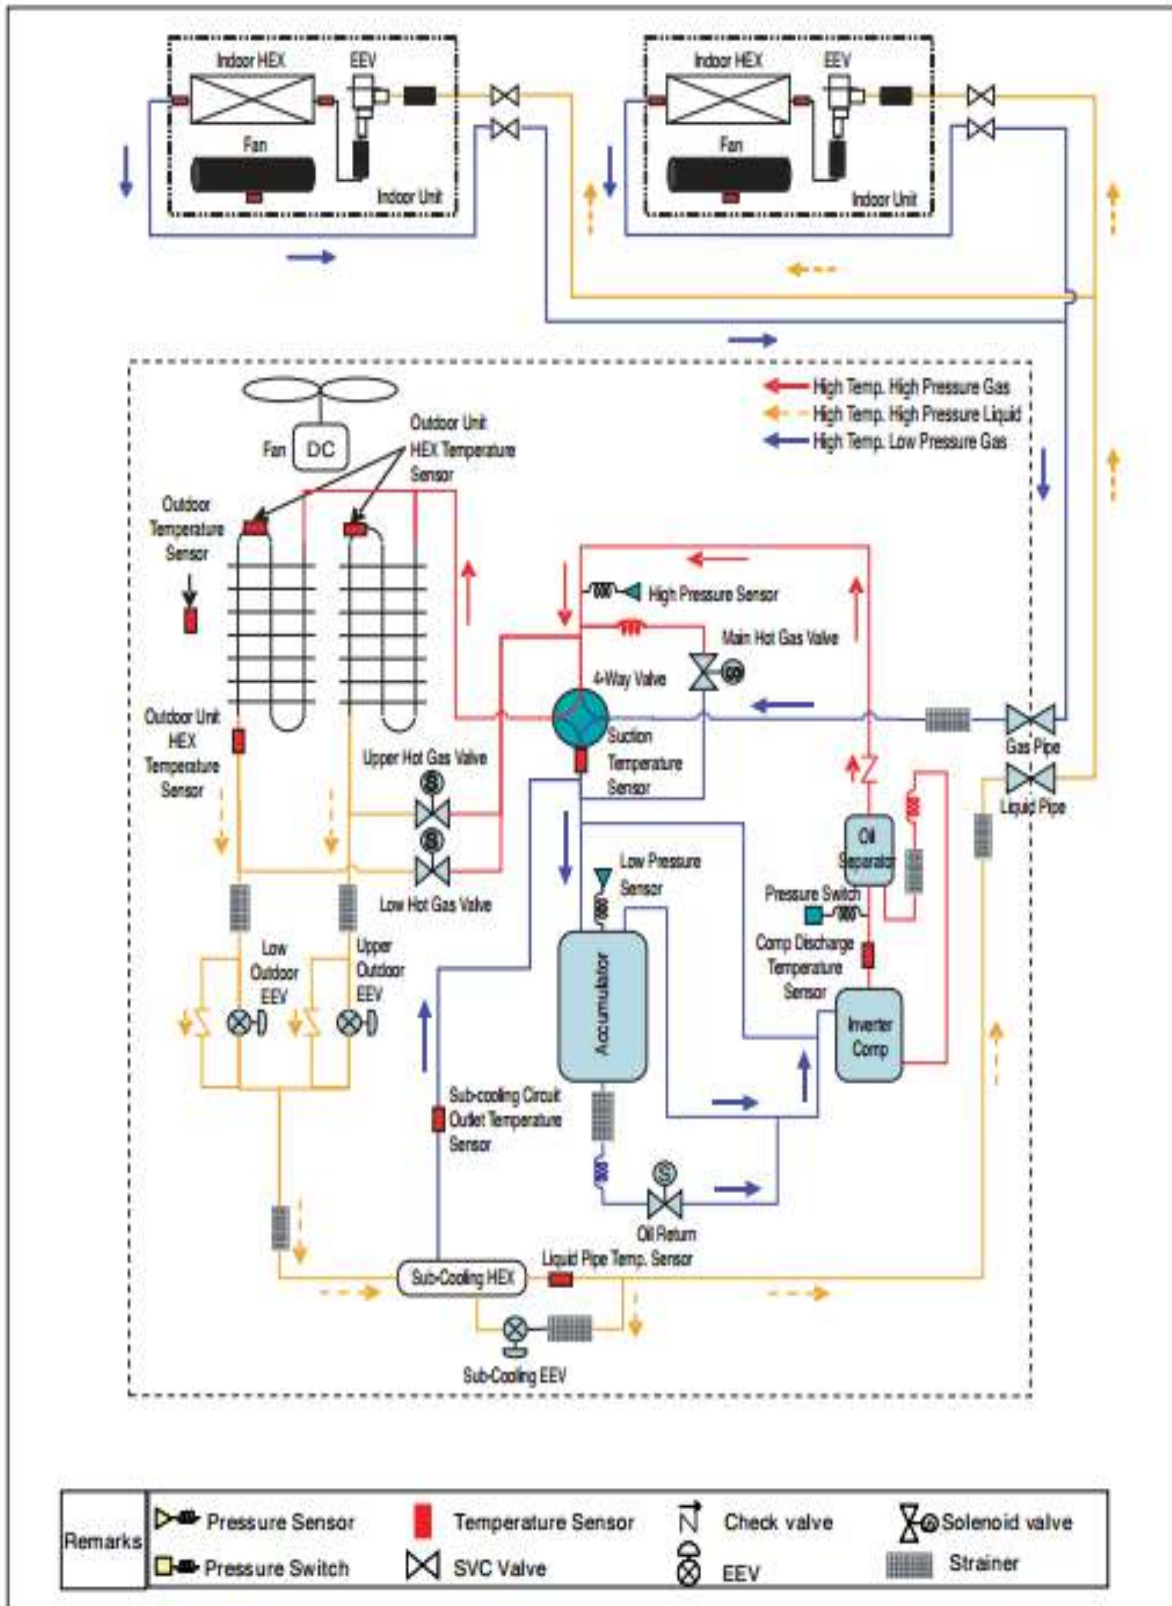 Indoor HEX
EEV
Fan
Indoor Unit
Indoor HEX
EEV
Fan
Indoor Unit
High Temp. High Pressure Gas
High Temp. High Pressure Liquid
High Temp. Low Pressure Gas
Fan
DC
Outdoor Unit
HEX Temperature
Sensor
Outdoor
Temperature
Sensor
High Pressure Sensor
Main Hot Gas Valve
4-Way Valve
Outdoor Unit
HEX
Temperature
Sensor
Suction
Temperature
Sensor
Gas Pipe
Liquid Pipe
Upper Hot Gas Valve
S
S
Low Hot Gas Valve
Low Pressure
Sensor
Oil
Separator
Pressure Switch
Comp Discharge
Temperature
Sensor
Low
Outdoor
EEV
Upper
Outdoor
EEV
Accumulator
Inverter
Comp
Sub-cooling Circuit
Outlet Temperature
Sensor
S
Oil Return
Liquid Pipe Temp. Sensor
Sub-Cooling HEX
Sub-Cooling EEV
Remarks
Pressure Sensor
Temperature Sensor
Check valve
Solenoid valve
Pressure Switch
SVC Valve
EEV
Strainer